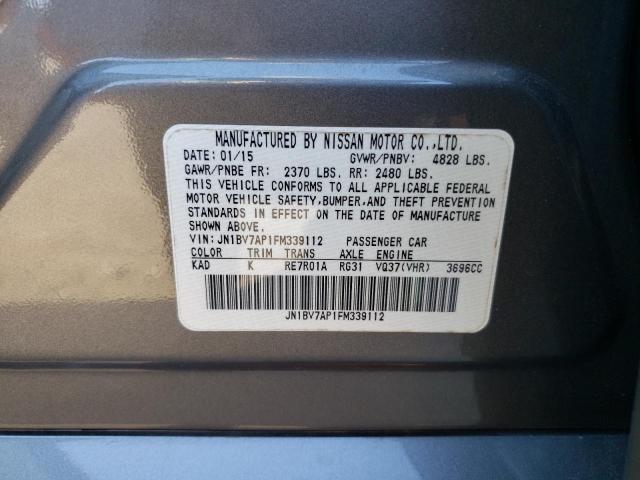 MANUFACTURED BY NISSAN MOTOR CO.,LTD.
DATE: 01/15 GVWR/PNBV: 4828 LBS.
GAWR/PNBE FR: 2370 LBS. RR: 2480 LBS.
THIS VEHICLE CONFORMS TO ALL APPLICABLE FEDERAL
MOTOR VEHICLE SAFETY,BUMPER,AND THEFT PREVENTION
STANDARDS IN EFFECT ON THE DATE OF MANUFACTURE
SHOWN ABOVE.
VIN: JN1BV7AP1FM339112 PASSENGER CAR
COLOR TRIM TRANS AXLE ENGINE
KAD K RE7R01A RG31 VQ37(VHR) 3696CC
JN1BV7AP1FM339112